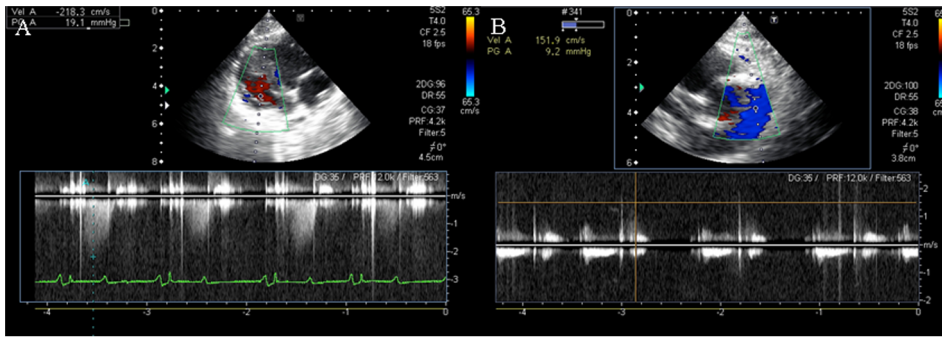 A
Vel A -218.3 cm/s
PG A 19.1 mmHg
0
2
4
6
8
5S2
T4.0
CF 2.5
18 fps
2DG:96
DR:55
CG:37
PRF:4.2k
Filter:5
0°
4.5cm
65.3
65.3
cm/s
DG:35 / PRF:12.0k / Filter:563
m/s
-1
-2
-3
-4 -3 -2 -1 0
B
#341
Vel A 151.9 cm/s
PG A 9.2 mmHg
T
0
2
4
6
5S2
T4.0
CF 2.5
18 fps
2DG:100
DR:55
CG:38
PRF:4.2k
Filter:5
0°
3.8cm
65.3
65.3
cm/s
DG:35 / PRF:12.0k / Filter:563
2
1
m/s
-1
-2
-4 -3 -2 -1 0